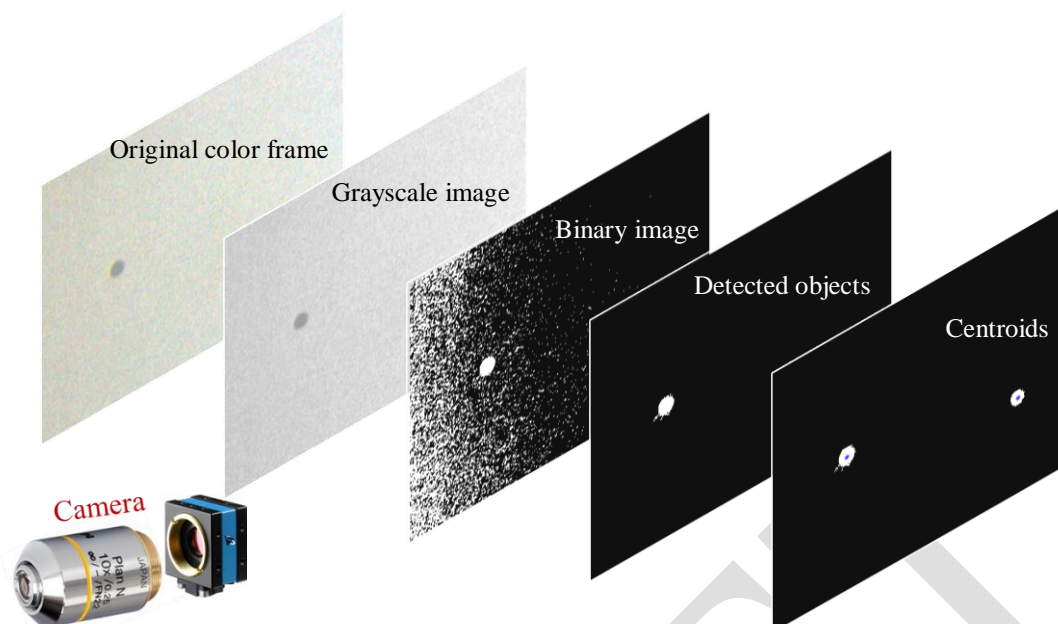 Original color frame
Grayscale image
Binary image
Detected objects
Centroids
Camera
Plan N
10X/0.25
∞/-/FN22
JAPAN